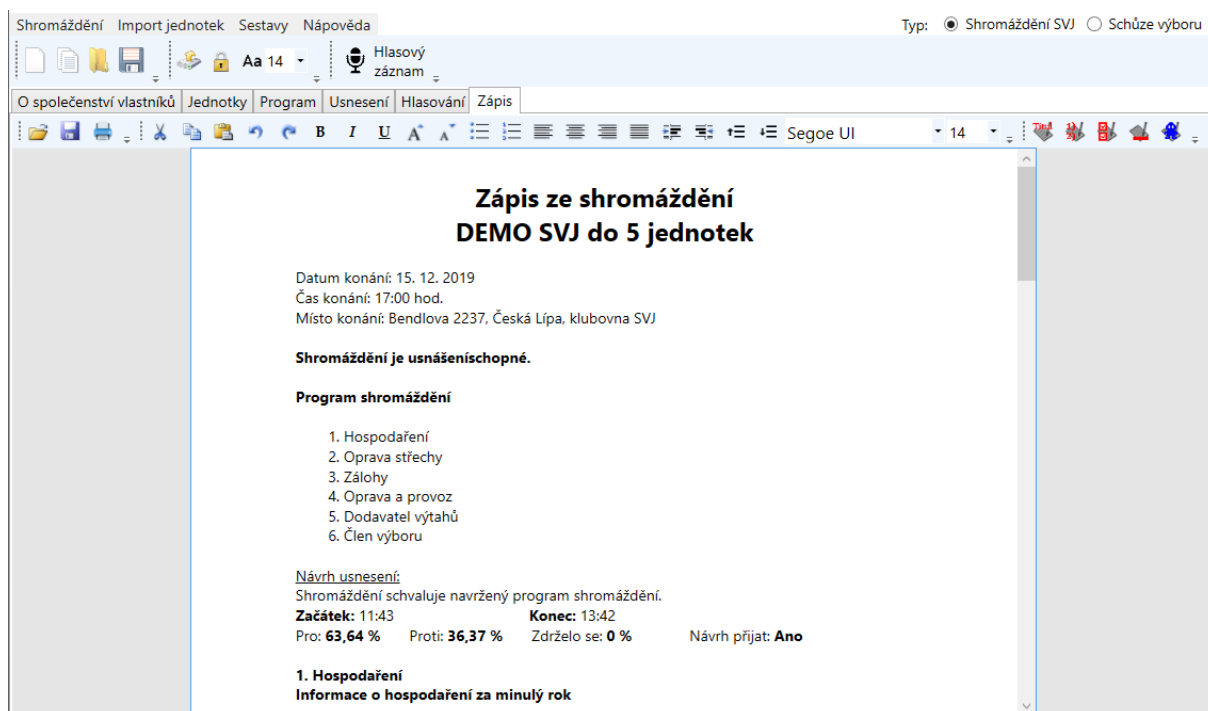 Shromáždění Import jednotek Sestavy Nápověda Typ: Shromáždění SVJ Schůze výboru
Aa 14 Hlasový
záznam
O společenství vlastníků Jednotky Program Usnesení Hlasování Zápis
B I U A A Segoe UI 14
Zápis ze shromáždění
DEMO SVJ do 5 jednotek
Datum konání: 15. 12. 2019
Čas konání: 17:00 hod.
Místo konání: Bendlova 2237, Česká Lípa, klubovna SVJ
Shromáždění je usnášeníschopné.
Program shromáždění
1. Hospodaření
2. Oprava střechy
3. Zálohy
4. Oprava a provoz
5. Dodavatel výtahů
6. Člen výboru
Návrh usnesení:
Shromáždění schvaluje navržený program shromáždění.
Začátek: 11:43 Konec: 13:42
Pro: 63,64 % Proti: 36,37 % Zdrželo se: 0 % Návrh přijat: Ano
1. Hospodaření
Informace o hospodaření za minulý rok